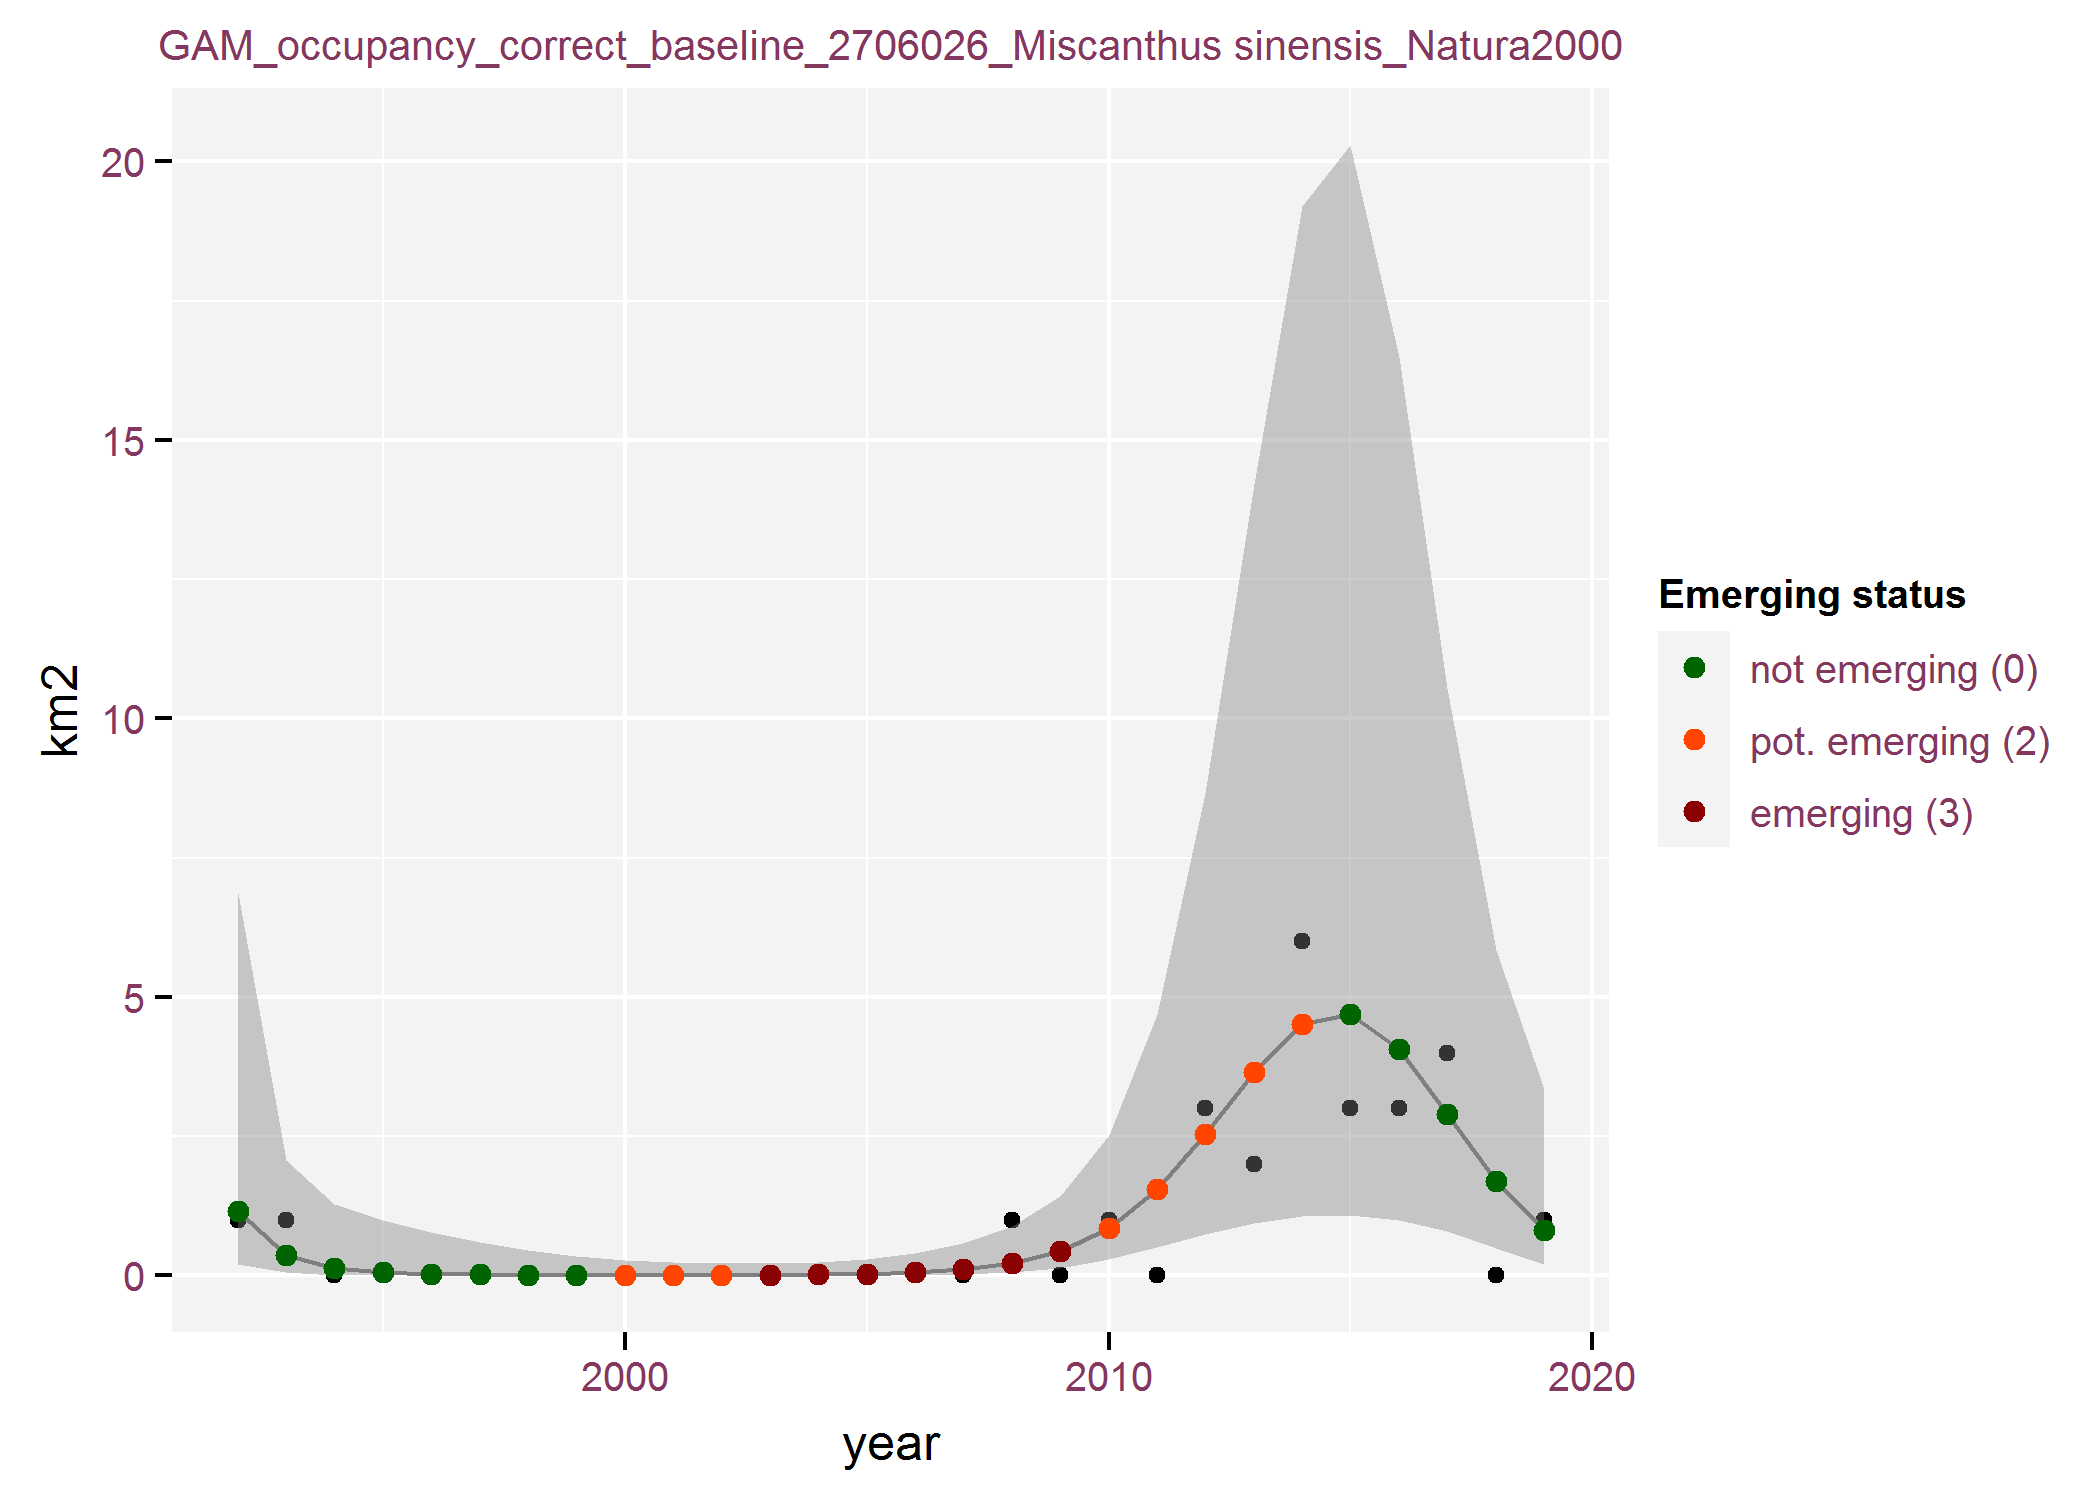 GAM_occupancy_correct_baseline_2706026_Miscanthus sinensis_Natura2000
20
15
10
5
0
km2
2000
2010
2020
year
Emerging status
not emerging (0)
pot. emerging (2)
emerging (3)